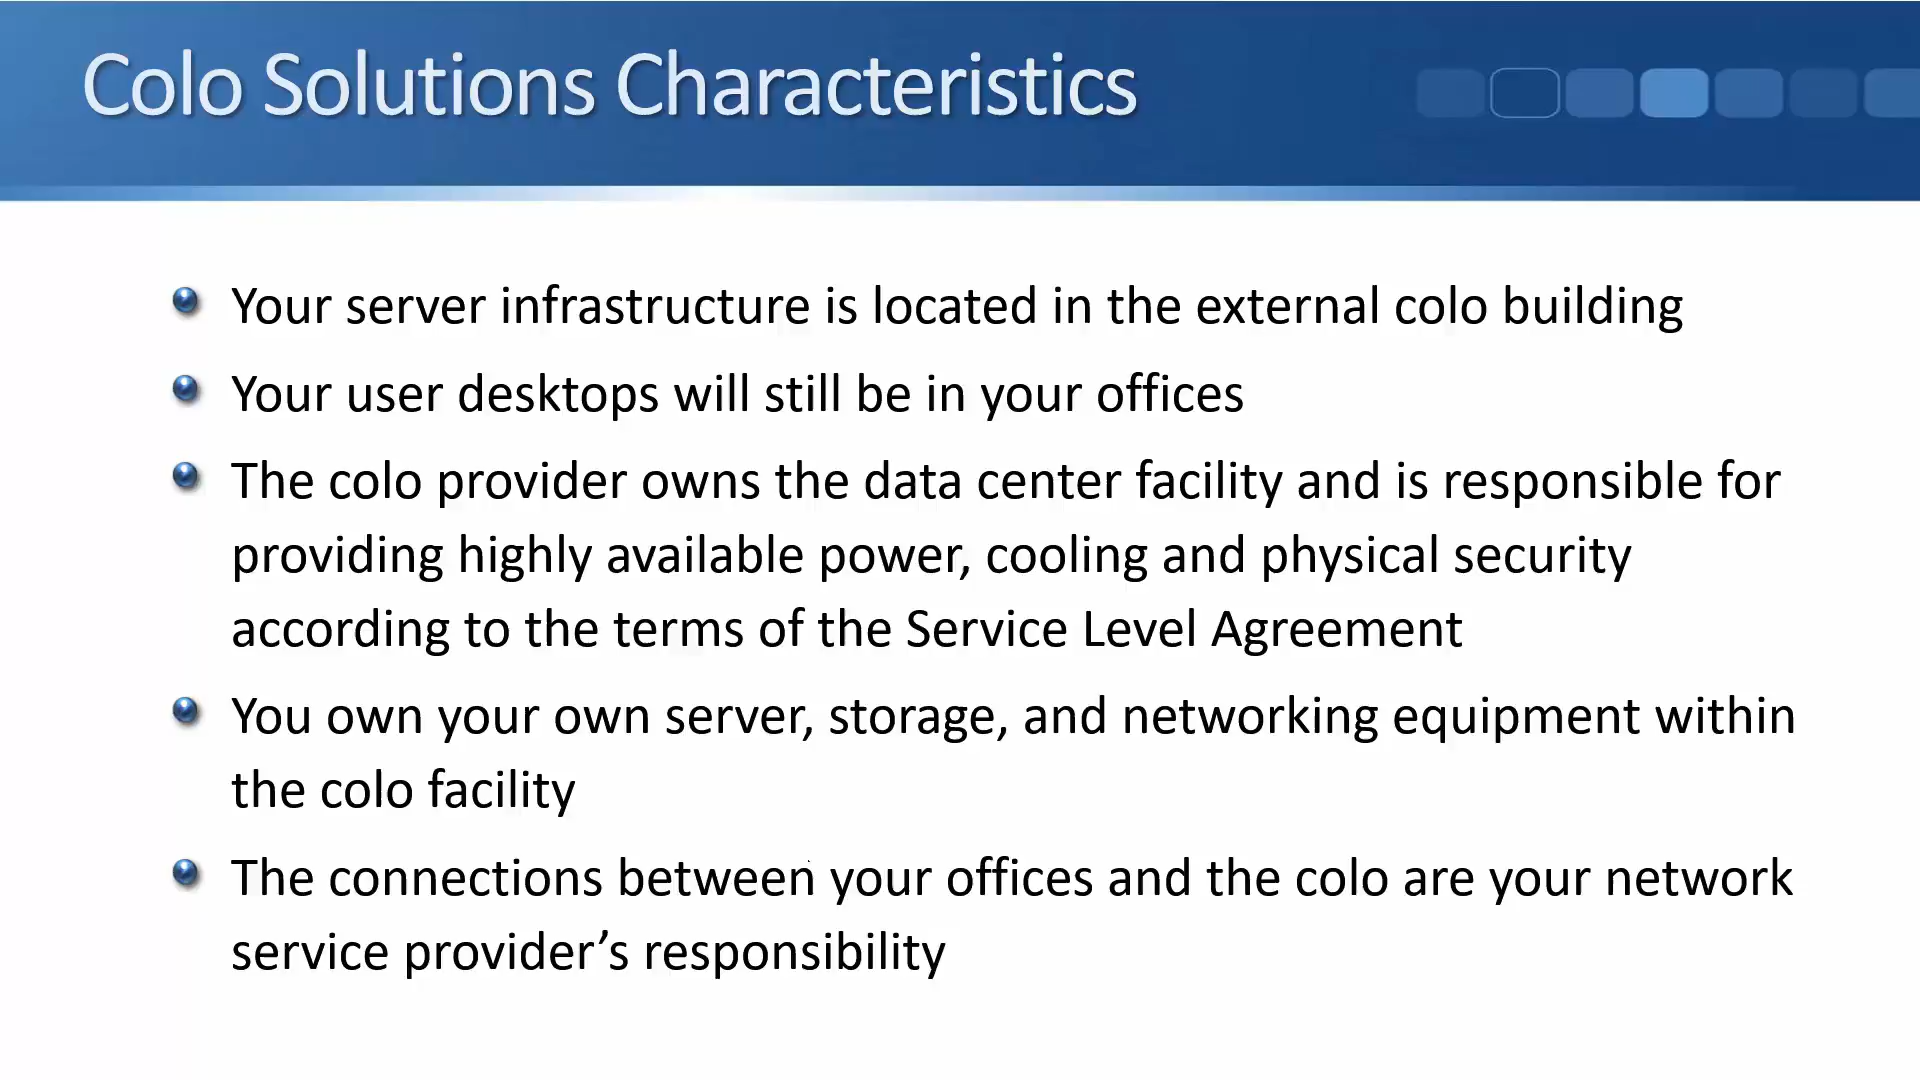 Colo Solutions Characteristics
Your server infrastructure is located in the external colo building
Your user desktops will still be in your offices
The colo provider owns the data center facility and is responsible for
providing highly available power, cooling and physical security
according to the terms of the Service Level Agreement
You own your own server, storage, and networking equipment within
the colo facility
The connections between your offices and the colo are your network
service provider’s responsibility